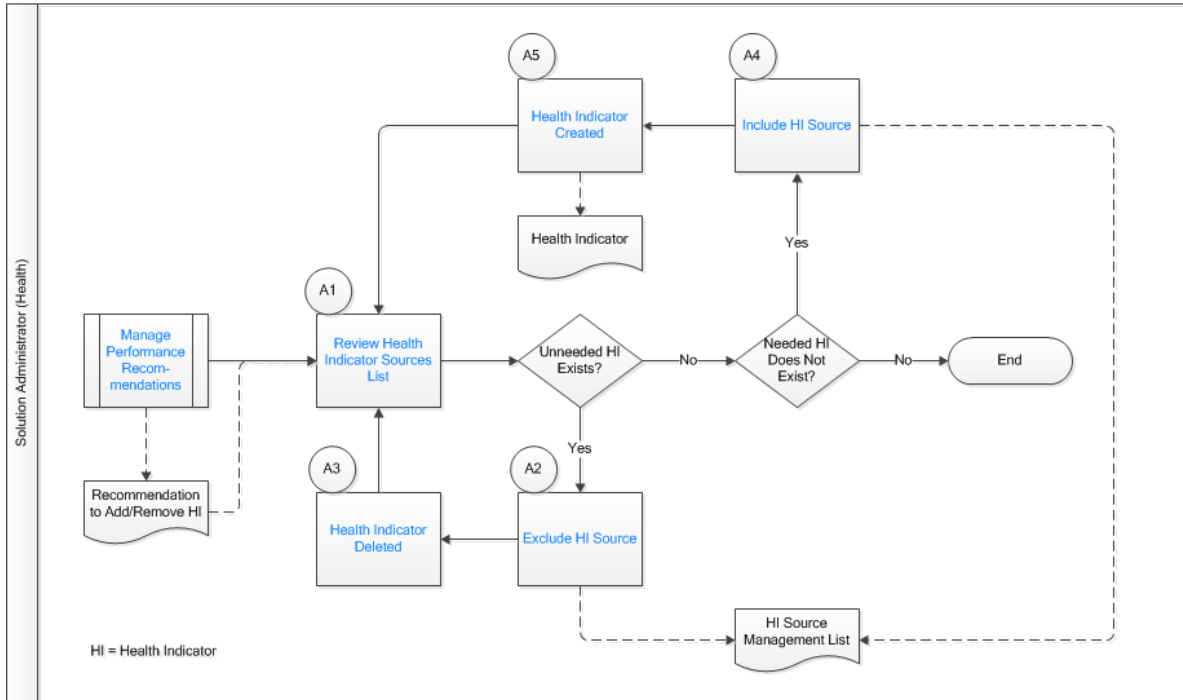 Solution Administrator (Health)
A5
Health Indicator
Created
A4
Include HI Source
Health Indicator
Yes
A1
Manage
Performance
Recom-
mendations
Review Health
Indicator Sources
List
Unneeded HI
Exists?
No
Needed HI
Does Not
Exist?
No
End
Yes
Recommendation
to Add/Remove HI
A3
Health Indicator
Deleted
A2
Exclude HI Source
HI Source
Management List
HI = Health Indicator